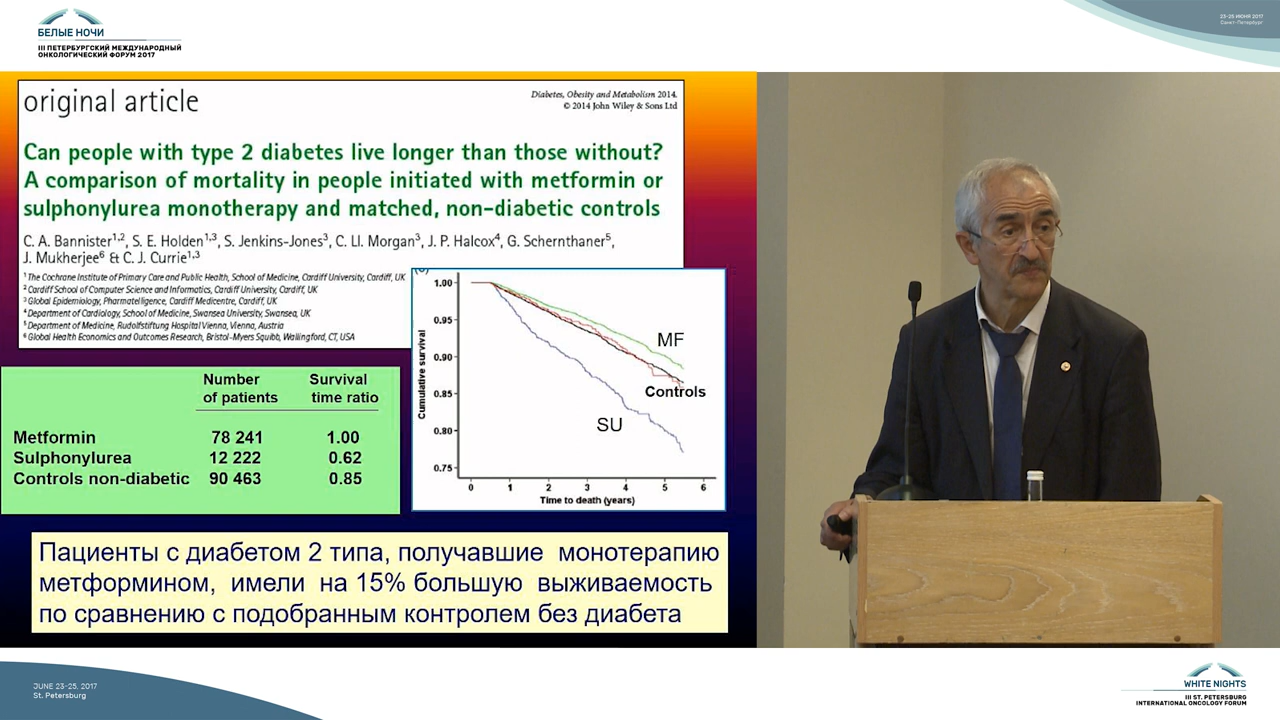 БЕЛЫЕ НОЧИ
III ПЕТЕРБУРГСКИЙ МЕЖДУНАРОДНЫЙ
ОНКОЛОГИЧЕСКИЙ ФОРУМ 2017
23-25 ИЮНЯ 2017
Санкт-Петербург
original article
Diabetes, Obesity and Metabolism 2014.
© 2014 John Wiley & Sons Ltd
Can people with type 2 diabetes live longer than those without?
A comparison of mortality in people initiated with metformin or
sulphonylurea monotherapy and matched, non-diabetic controls
C. A. Bannister1,2, S. E. Holden1,3, S. Jenkins-Jones3, C. Ll. Morgan3, J. P. Halcox4, G. Schernthaner5,
J. Mukherjee6 & C. J. Currie1,3
1 The Cochrane Institute of Primary Care and Public Health, School of Medicine, Cardiff University, Cardiff, UK
2 Cardiff School of Computer Science and Informatics, Cardiff University, Cardiff, UK
3 Global Epidemiology, Pharmatelligence, Cardiff Medicentre, Cardiff, UK
4 Department of Cardiology, School of Medicine, Swansea University, Swansea, UK
5 Department of Medicine, Rudolfstiftung Hospital Vienna, Vienna, Austria
6 Global Health Economics and Outcomes Research, Bristol-Myers Squibb, Wallingford, CT, USA
Number Survival
of patients time ratio
Metformin 78 241 1.00
Sulphonylurea 12 222 0.62
Controls non-diabetic 90 463 0.85
Cumulative survival
1.00
0.95
0.90
0.85
0.80
0.75
MF
Controls
SU
0 1 2 3 4 5 6
Time to death (years)
Пациенты с диабетом 2 типа, получавшие монотерапию
метформином, имели на 15% большую выживаемость
по сравнению с подобранным контролем без диабета
JUNE 23-25, 2017
St. Petersburg
WHITE NIGHTS
III ST. PETERSBURG
INTERNATIONAL ONCOLOGY FORUM